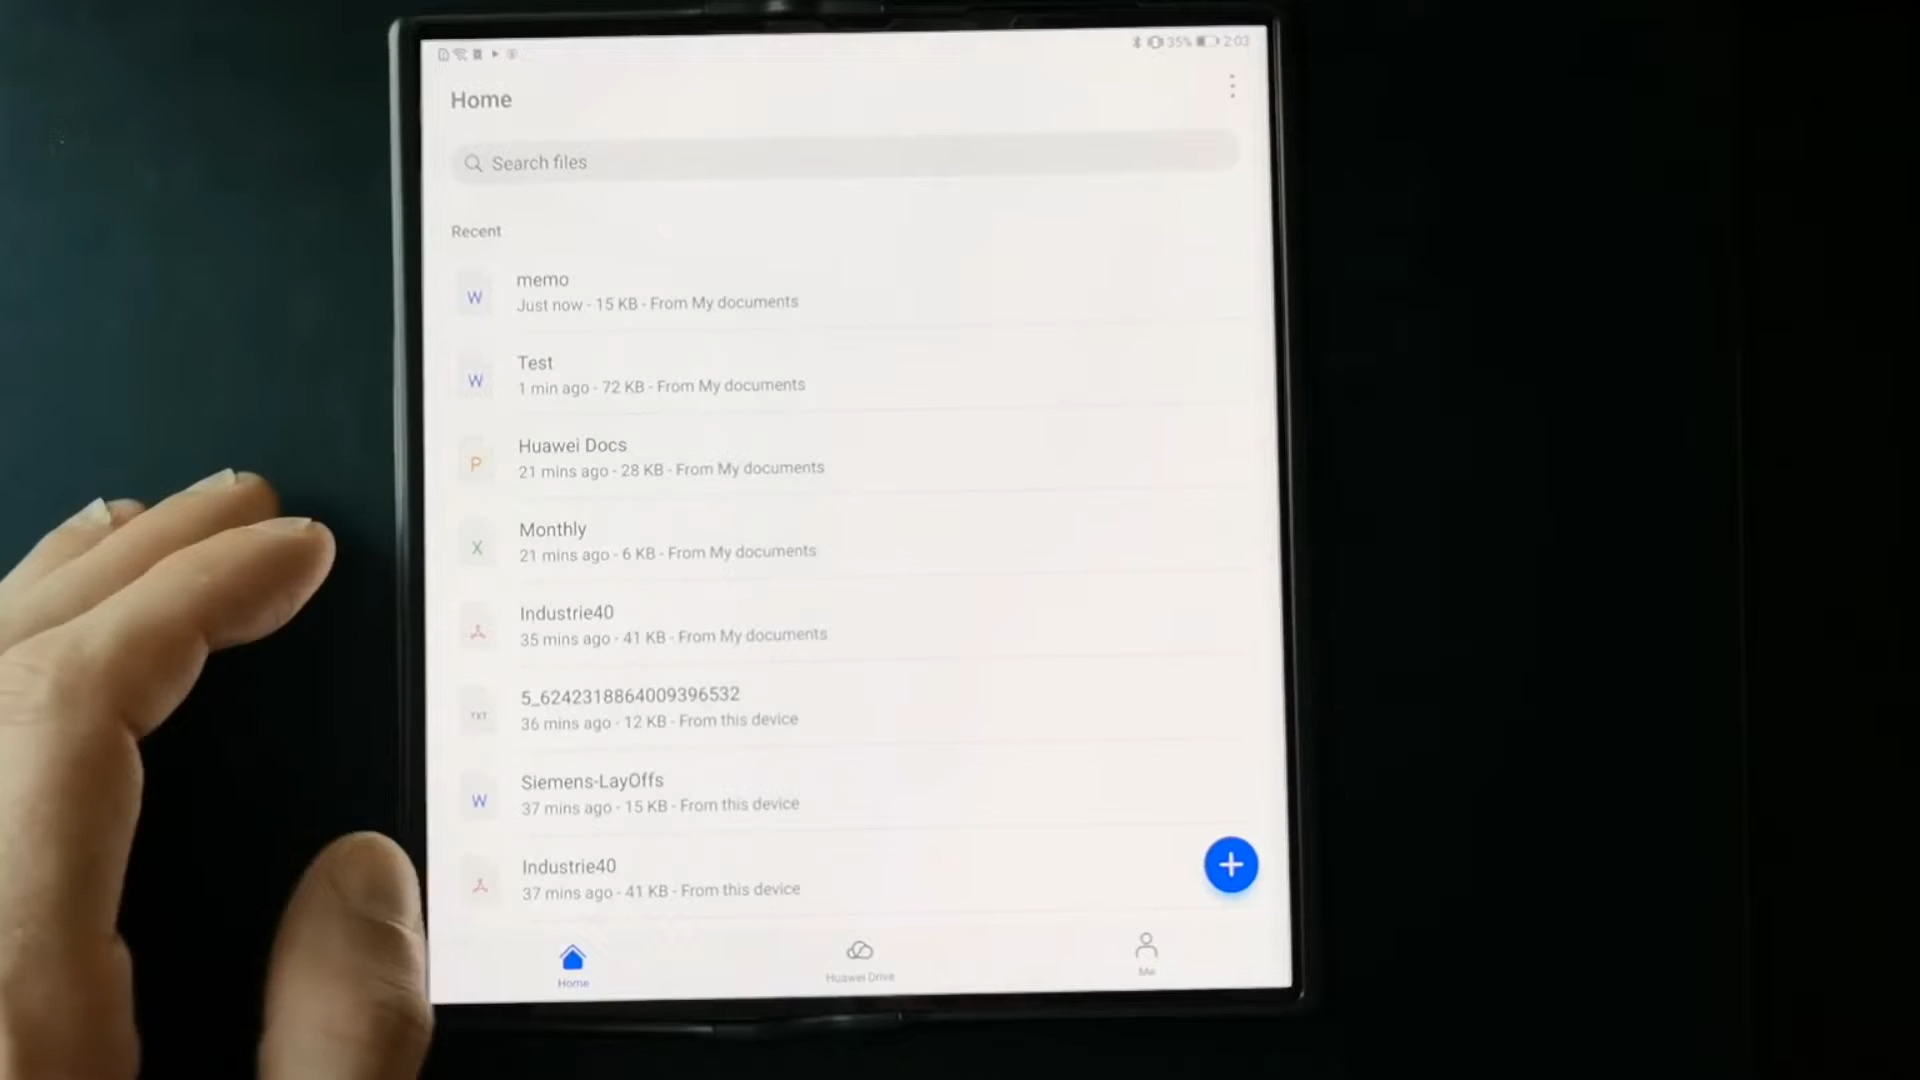 35% 2:03
Home
Search files
Recent
memo
W
Just now - 15 KB - From My documents
Test
W
1 min ago - 72 KB - From My documents
Huawei Docs
P
21 mins ago - 28 KB - From My documents
Monthly
X
21 mins ago - 6 KB - From My documents
Industrie40
35 mins ago - 41 KB - From My documents
5_6242318864009396532
TXT
36 mins ago - 12 KB - From this device
Siemens-LayOffs
W
37 mins ago - 15 KB - From this device
Industrie40
37 mins ago - 41 KB - From this device
Home
Huawei Drive
Me